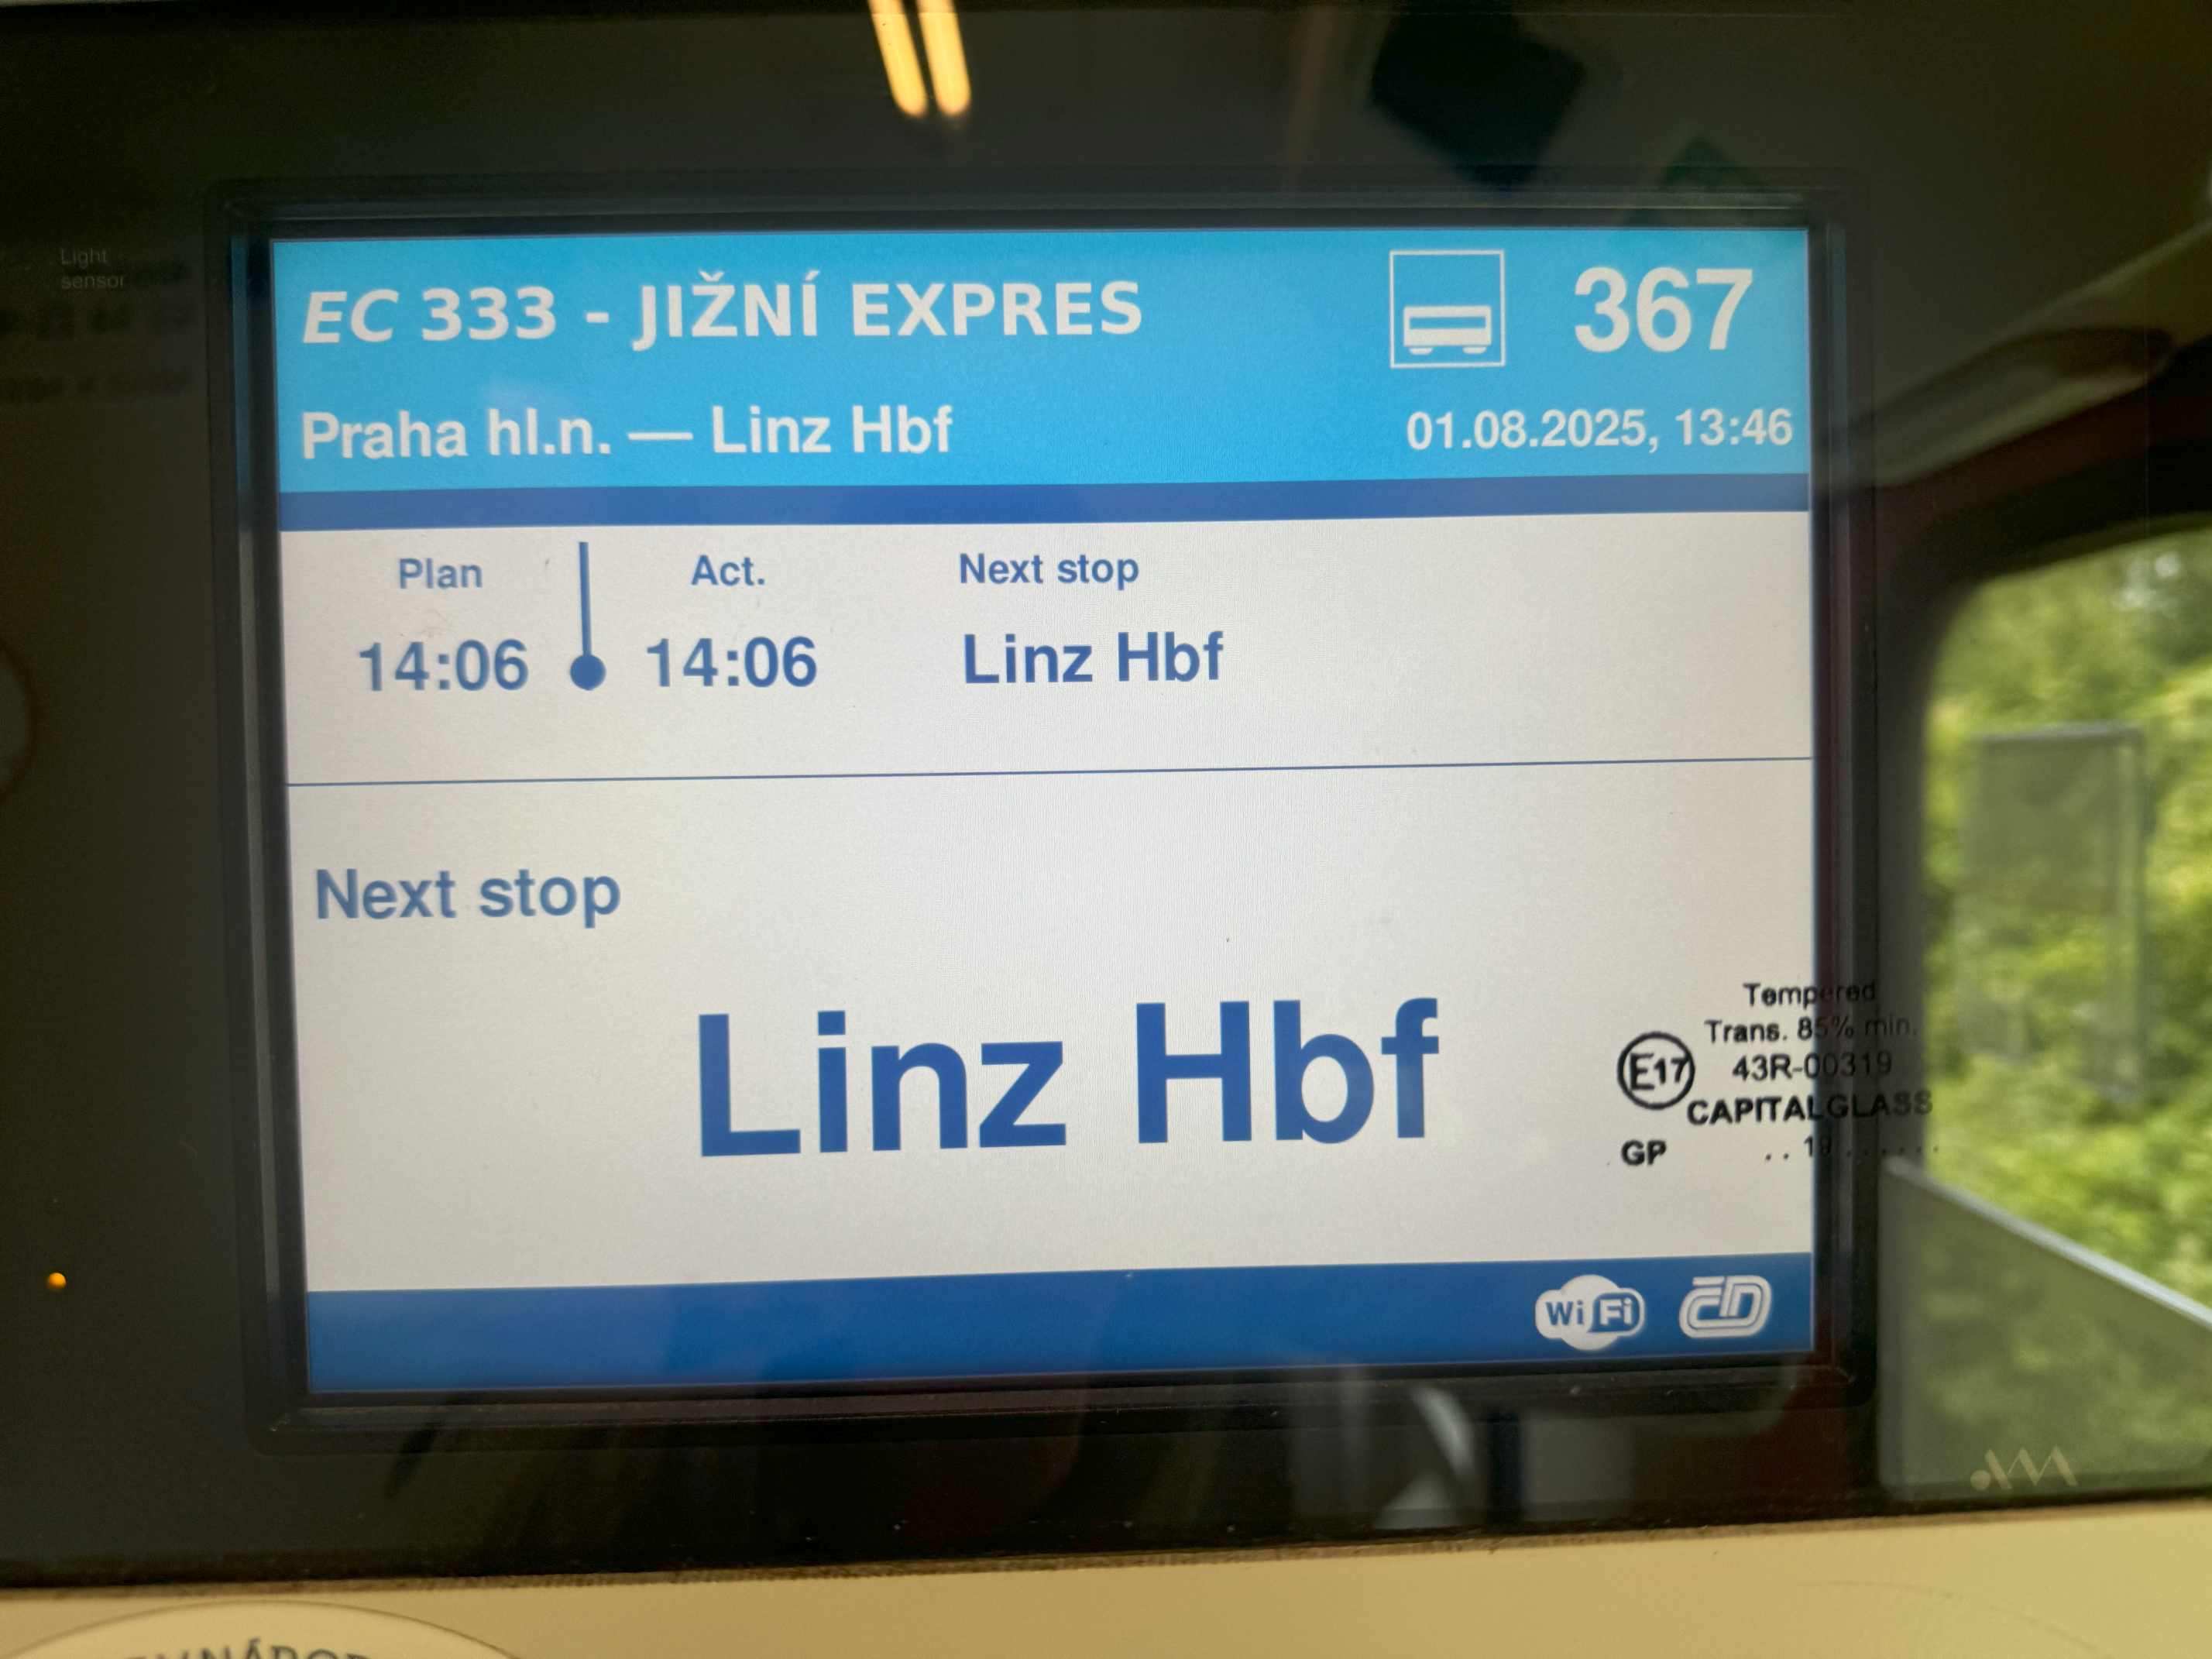 Light
sensor
EC 333 - JIŽNÍ EXPRES
367
Praha hl.n. — Linz Hbf
01.08.2025, 13:46
Plan
Act.
Next stop
14:06
14:06
Linz Hbf
Next stop
Linz Hbf
Tempered
Trans. 85% min.
E17
43R-00319
CAPITALGLASS
GP
WiFi
ČD